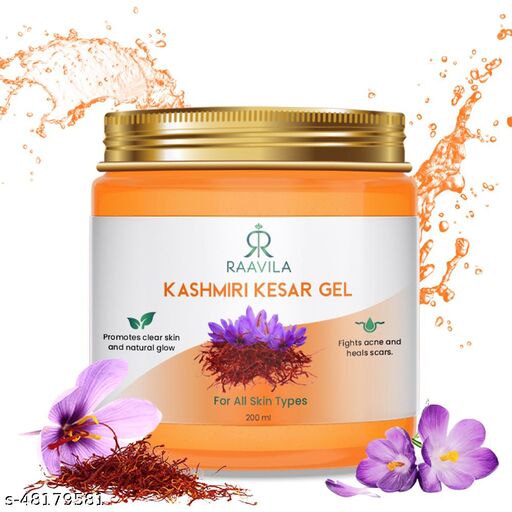 RAAVILA
KASHMIRI KESAR GEL
Promotes clear skin
and natural glow
Fights acne and
heals scars.
For All Skin Types
200 ml
s-48179581